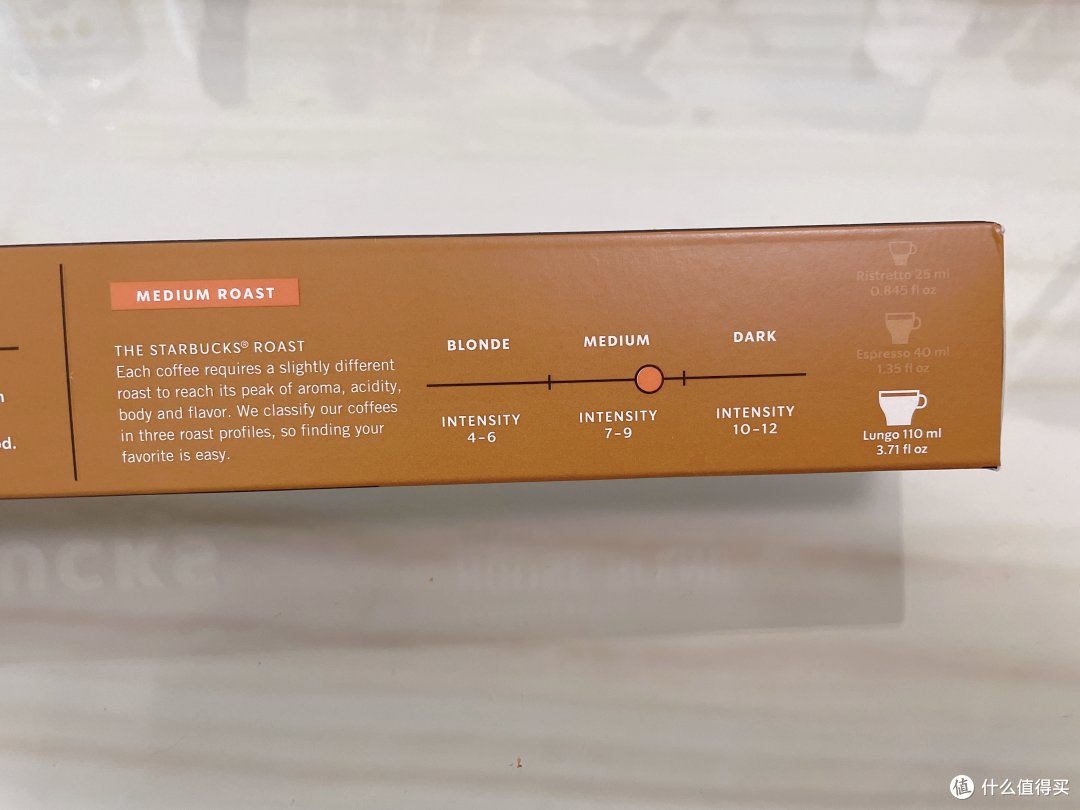 n
d.
MEDIUM ROAST
THE STARBUCKS® ROAST
Each coffee requires a slightly different
roast to reach its peak of aroma, acidity,
body and flavor. We classify our coffees
in three roast profiles, so finding your
favorite is easy.
BLONDE
MEDIUM
DARK
INTENSITY
4-6
INTENSITY
7-9
INTENSITY
10-12
Ristretto 25 ml
0.845 fl oz
Espresso 40 ml
1.35 fl oz
Lungo 110 ml
3.71 fl oz
值 什么值得买